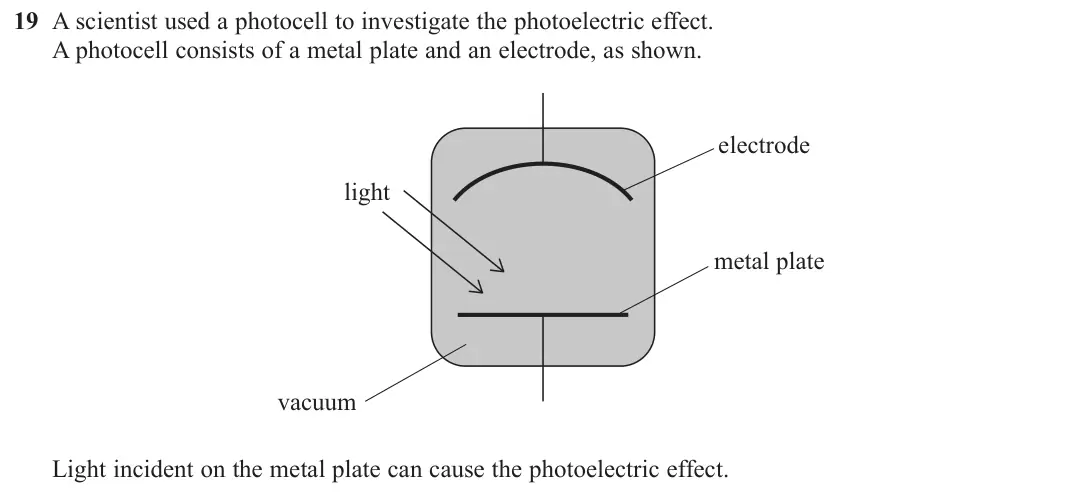 19 A scientist used a photocell to investigate the photoelectric effect.
A photocell consists of a metal plate and an electrode, as shown.
electrode
light
metal plate
vacuum
Light incident on the metal plate can cause the photoelectric effect.